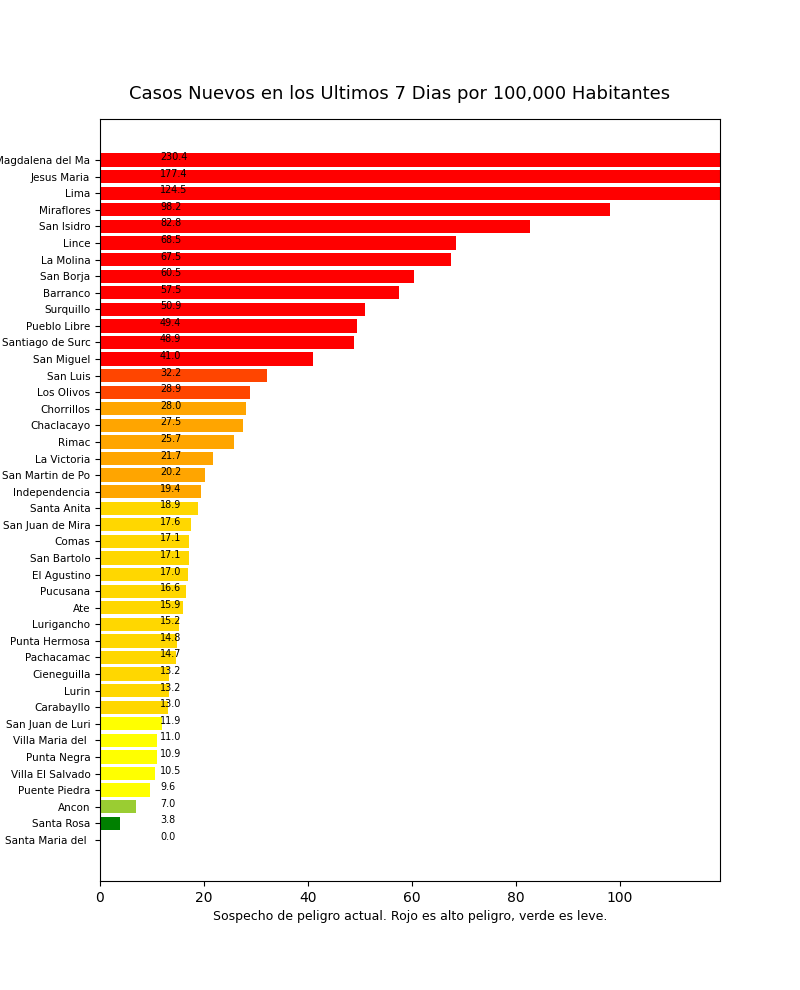 Casos Nuevos en los Ultimos 7 Dias por 100,000 Habitantes
Magdalena del Ma 230.4
Jesus Maria 177.4
Lima 124.5
Miraflores 98.2
San Isidro 82.8
Lince 68.5
La Molina 67.5
San Borja 60.5
Barranco 57.5
Surquillo 50.9
Pueblo Libre 49.4
Santiago de Surc 48.9
San Miguel 41.0
San Luis 32.2
Los Olivos 28.9
Chorrillos 28.0
Chaclacayo 27.5
Rimac 25.7
La Victoria 21.7
San Martin de Po 20.2
Independencia 19.4
Santa Anita 18.9
San Juan de Mira 17.6
Comas 17.1
San Bartolo 17.1
El Agustino 17.0
Pucusana 16.6
Ate 15.9
Lurigancho 15.2
Punta Hermosa 14.8
Pachacamac 14.7
Cieneguilla 13.2
Lurin 13.2
Carabayllo 13.0
San Juan de Luri 11.9
Villa Maria del 11.0
Punta Negra 10.9
Villa El Salvado 10.5
Puente Piedra 9.6
Ancon 7.0
Santa Rosa 3.8
Santa Maria del 0.0
0 20 40 60 80 100
Sospecho de peligro actual. Rojo es alto peligro, verde es leve.